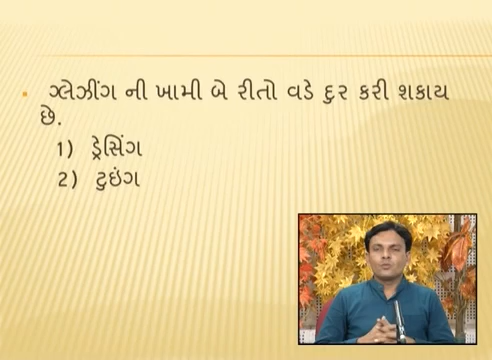 ગ્લેઝીંગ ની ખામી બે રીતો વડે દુર કરી શકાય
છે.
1) ડ્રેસિંગ
2) ટુઇંગ